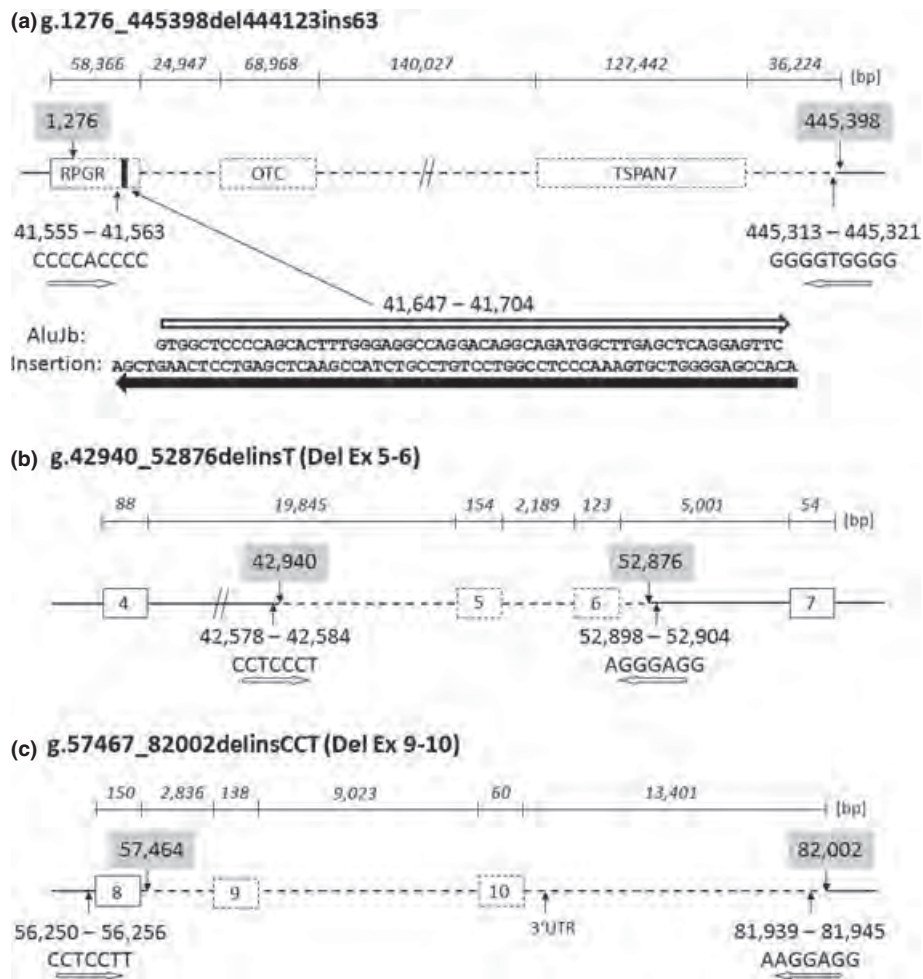 (a) g.1276_445398del444123ins63
58,366 24,947 68,968 140,027 127,442 36,224 [bp]
1,276 445,398
RPGR OTC // TSPAN7
41,555 – 41,563 445,313 – 445,321
CCCCACCCC GGGGTGGGG
41,647 – 41,704
AluJb: GTGGCTCCCCAGCACTTTGGGAGGCCAGGACAGGCAGATGGCTTGAGCTCAGGAGTTC
Insertion: AGCTGAACTCCTGAGCTCAAGCCATCTGCCTGTCCTGGCCTCCCAAAGTGCTGGGGAGCCACA
(b) g.42940_52876delinsT (Del Ex 5-6)
88 19,845 154 2,189 123 5,001 54 [bp]
42,940 52,876
4 // 5 6 7
42,578 – 42,584 52,898 – 52,904
CCTCCCT AGGGAGG
(c) g.57467_82002delinsCCT (Del Ex 9-10)
150 2,836 138 9,023 60 13,401 [bp]
57,464 82,002
8 9 10
3'UTR
56,250 – 56,256 81,939 – 81,945
CCTCCTT AAGGAGG